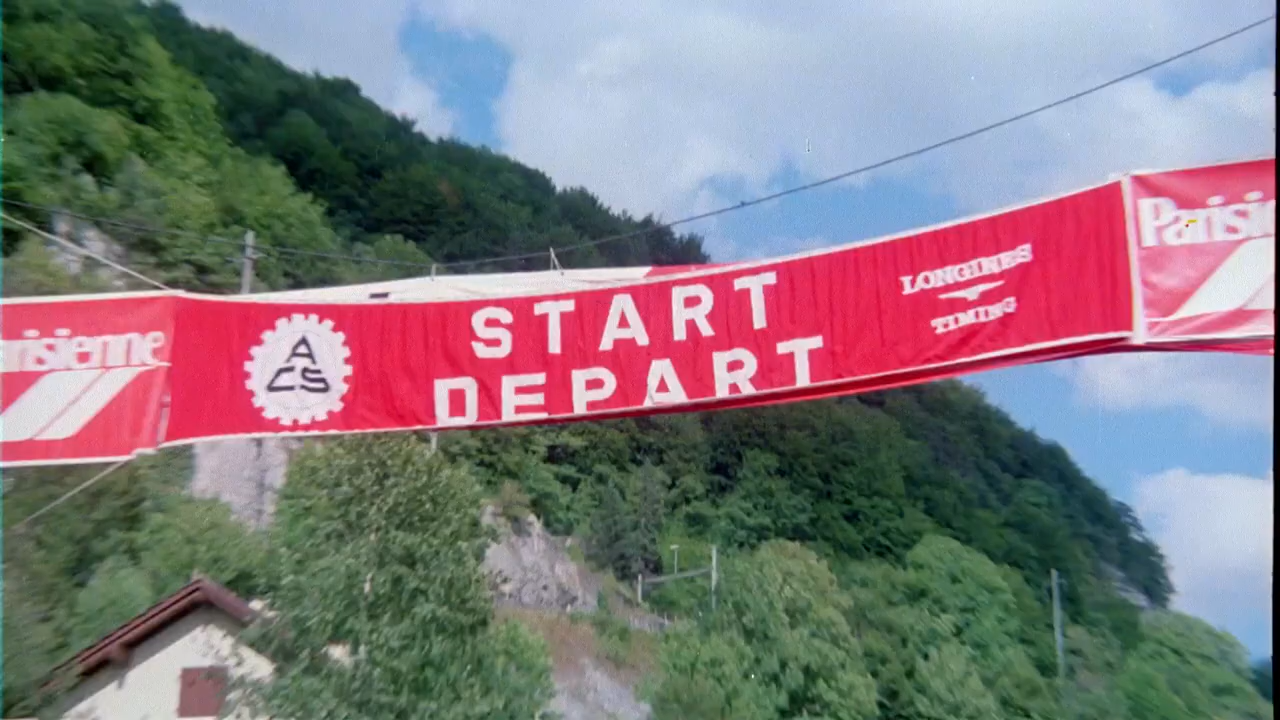 Parisienne
ACS
START
DEPART
LONGINES
TIMING
Parisie